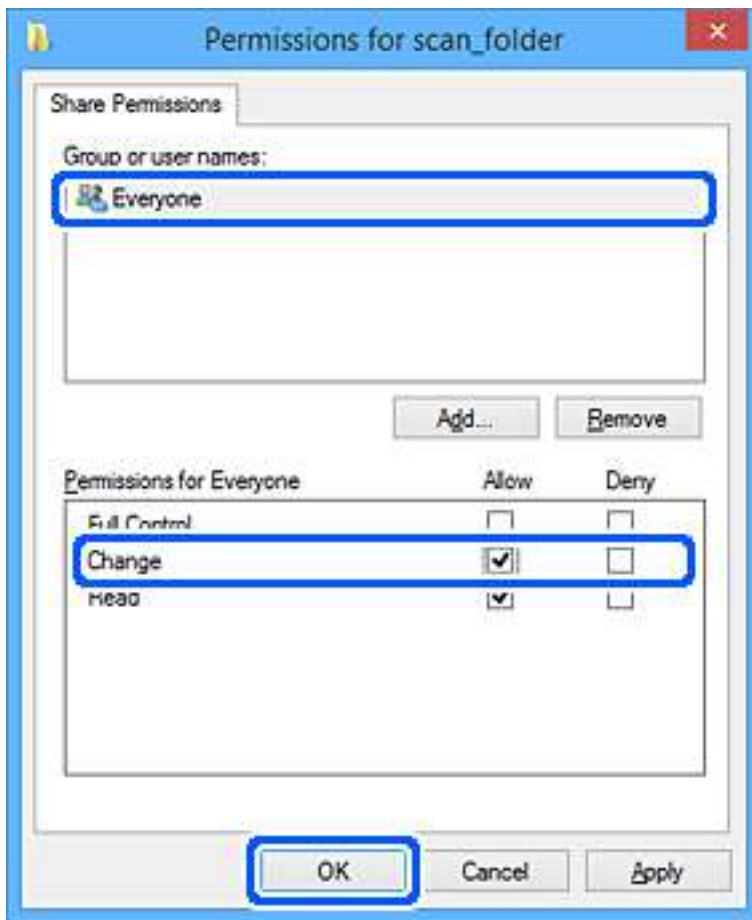 Permissions for scan_folder
Share Permissions
Group or user names:
Everyone
Add... Remove
Permissions for Everyone Allow Deny
Full Control
Change
Read
OK Cancel Apply